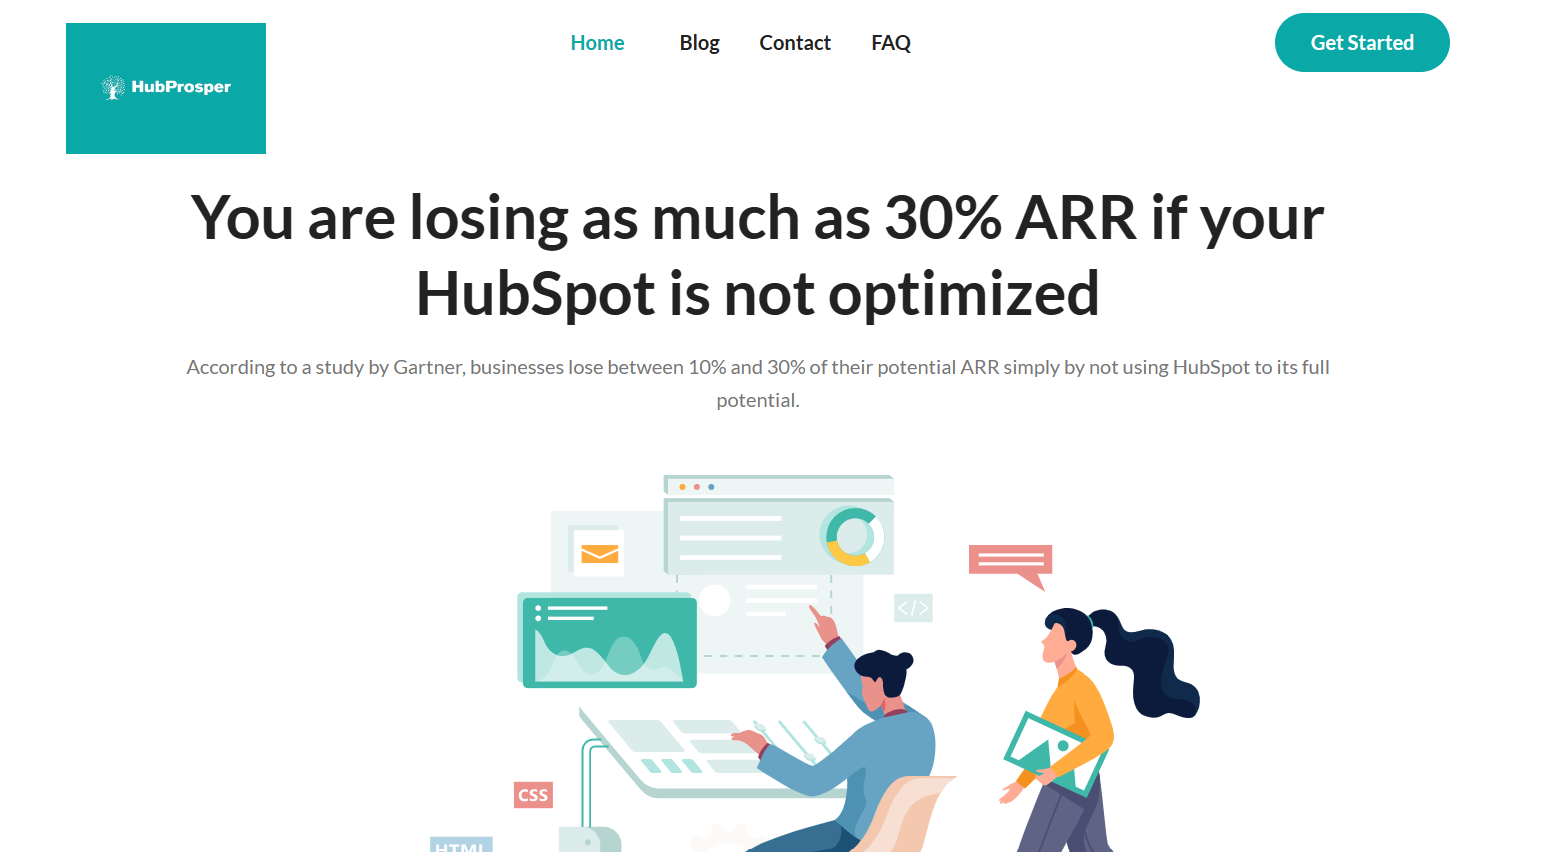 HubProsper
Home
Blog
Contact
FAQ
Get Started
You are losing as much as 30% ARR if your
HubSpot is not optimized
According to a study by Gartner, businesses lose between 10% and 30% of their potential ARR simply by not using HubSpot to its full
potential.
</>
CSS
HTML